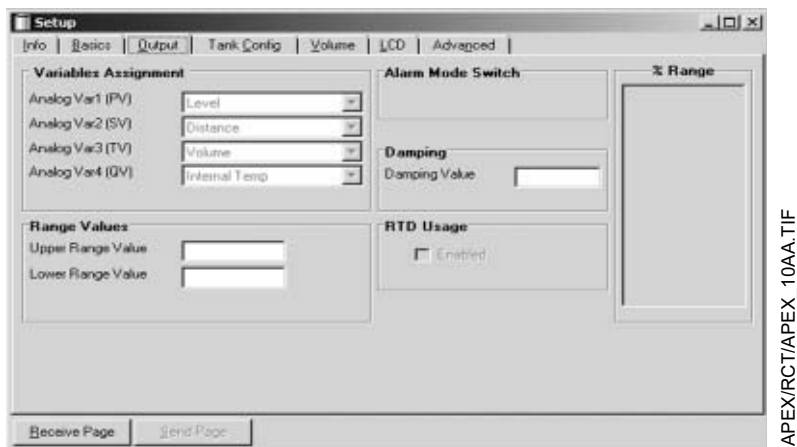 Setup
Info | Basics | Output | Tank Config | Volume | LCD | Advanced |
Variables Assignment
Analog Var1 (PV) Level
Analog Var2 (SV) Distance
Analog Var3 (TV) Volume
Analog Var4 (QV) Internal Temp
Range Values
Upper Range Value
Lower Range Value
Alarm Mode Switch
Damping
Damping Value
RTD Usage
Enabled
% Range
Receive Page
Send Page
APEX/RCT/APEX_10AA.TIF